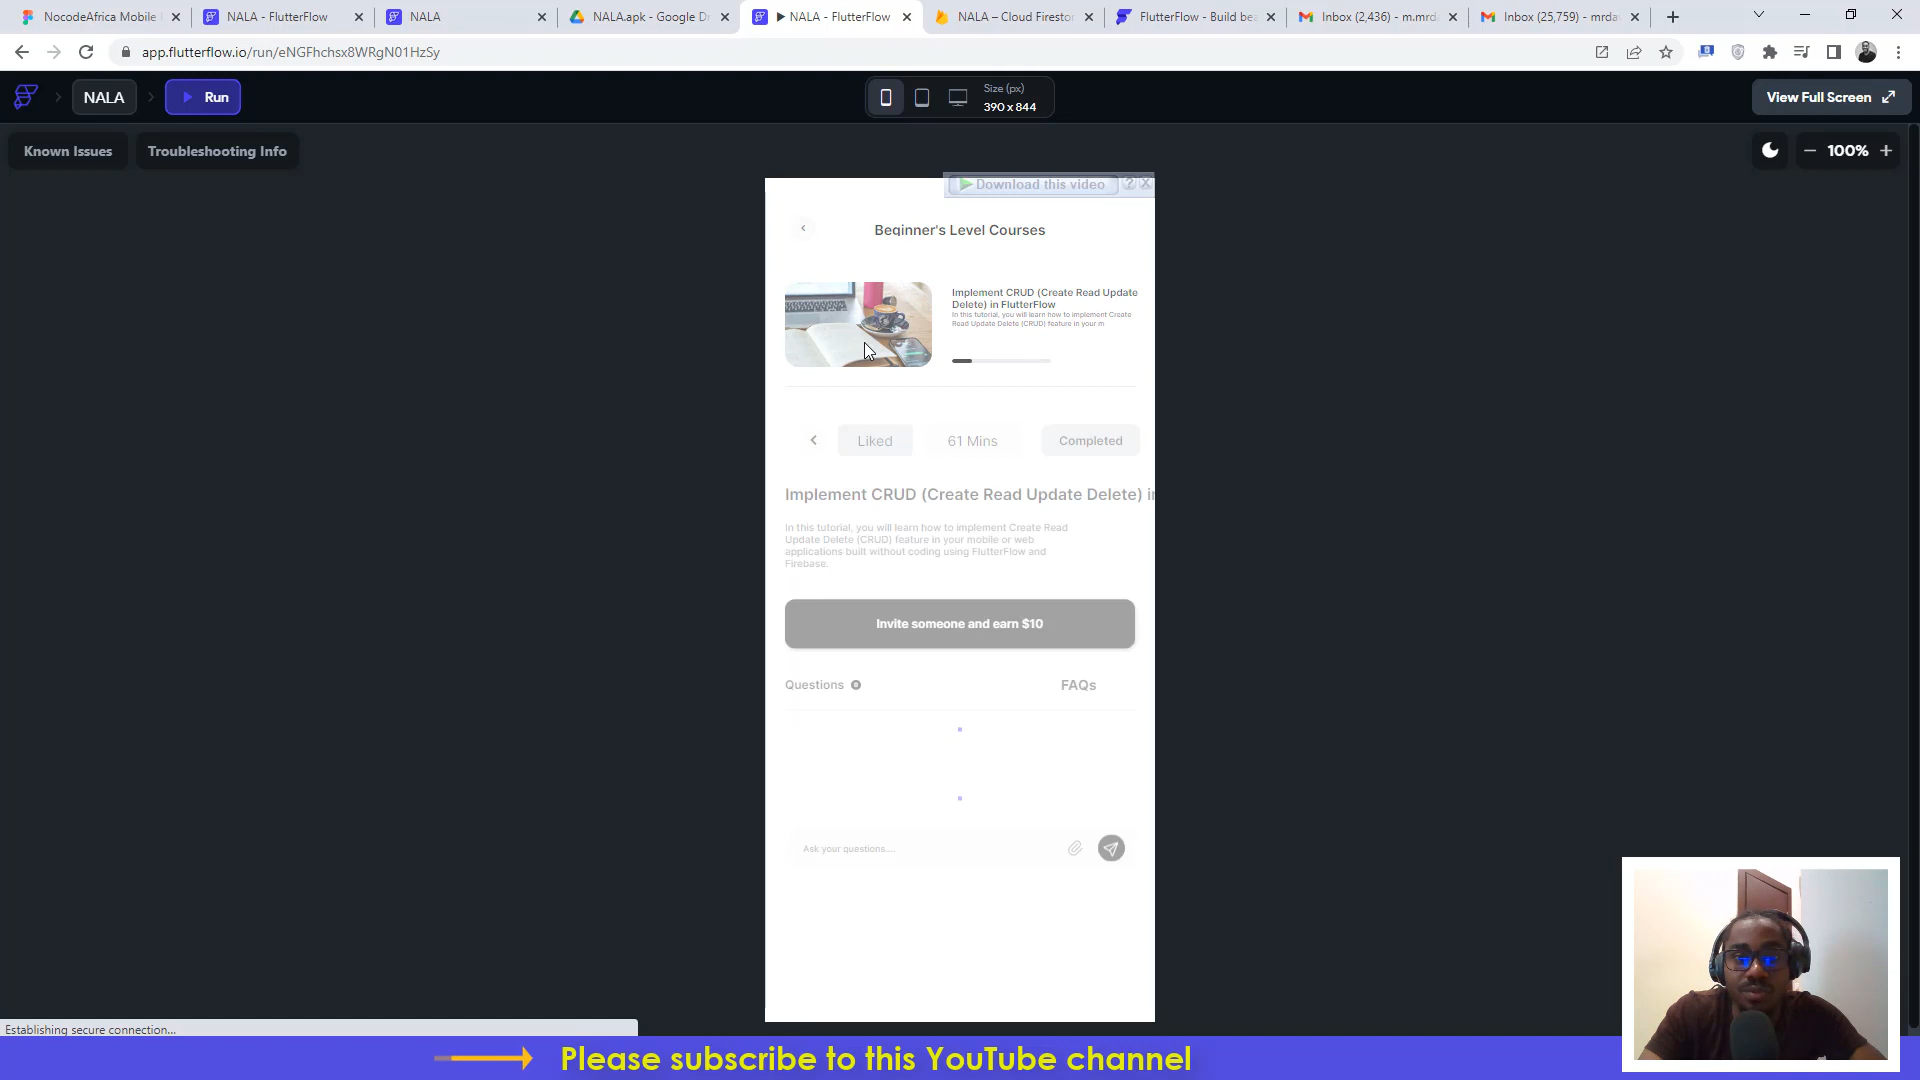 NocodeAfrica Mobile
NALA - FlutterFlow
NALA
NALA.apk - Google D
NALA - FlutterFlow
NALA – Cloud Firesto
FlutterFlow - Build be
Inbox (2,436) - m.mrd
Inbox (25,759) - mrda
app.flutterflow.io/run/eNGFhchsx8WRgN01HzSy
NALA
Run
Size (px)
390 x 844
View Full Screen
Known Issues
Troubleshooting Info
100%
Download this video
Beginner's Level Courses
Implement CRUD (Create Read Update
Delete) in FlutterFlow
In this tutorial, you will learn how to implement Create
Read Update Delete (CRUD) feature in your m
Liked
61 Mins
Completed
Implement CRUD (Create Read Update Delete) i
In this tutorial, you will learn how to implement Create Read
Update Delete (CRUD) feature in your mobile or web
applications built without coding using FlutterFlow and
Firebase.
Invite someone and earn $10
Questions 0
FAQs
Ask your questions....
Establishing secure connection...
Please subscribe to this YouTube channel